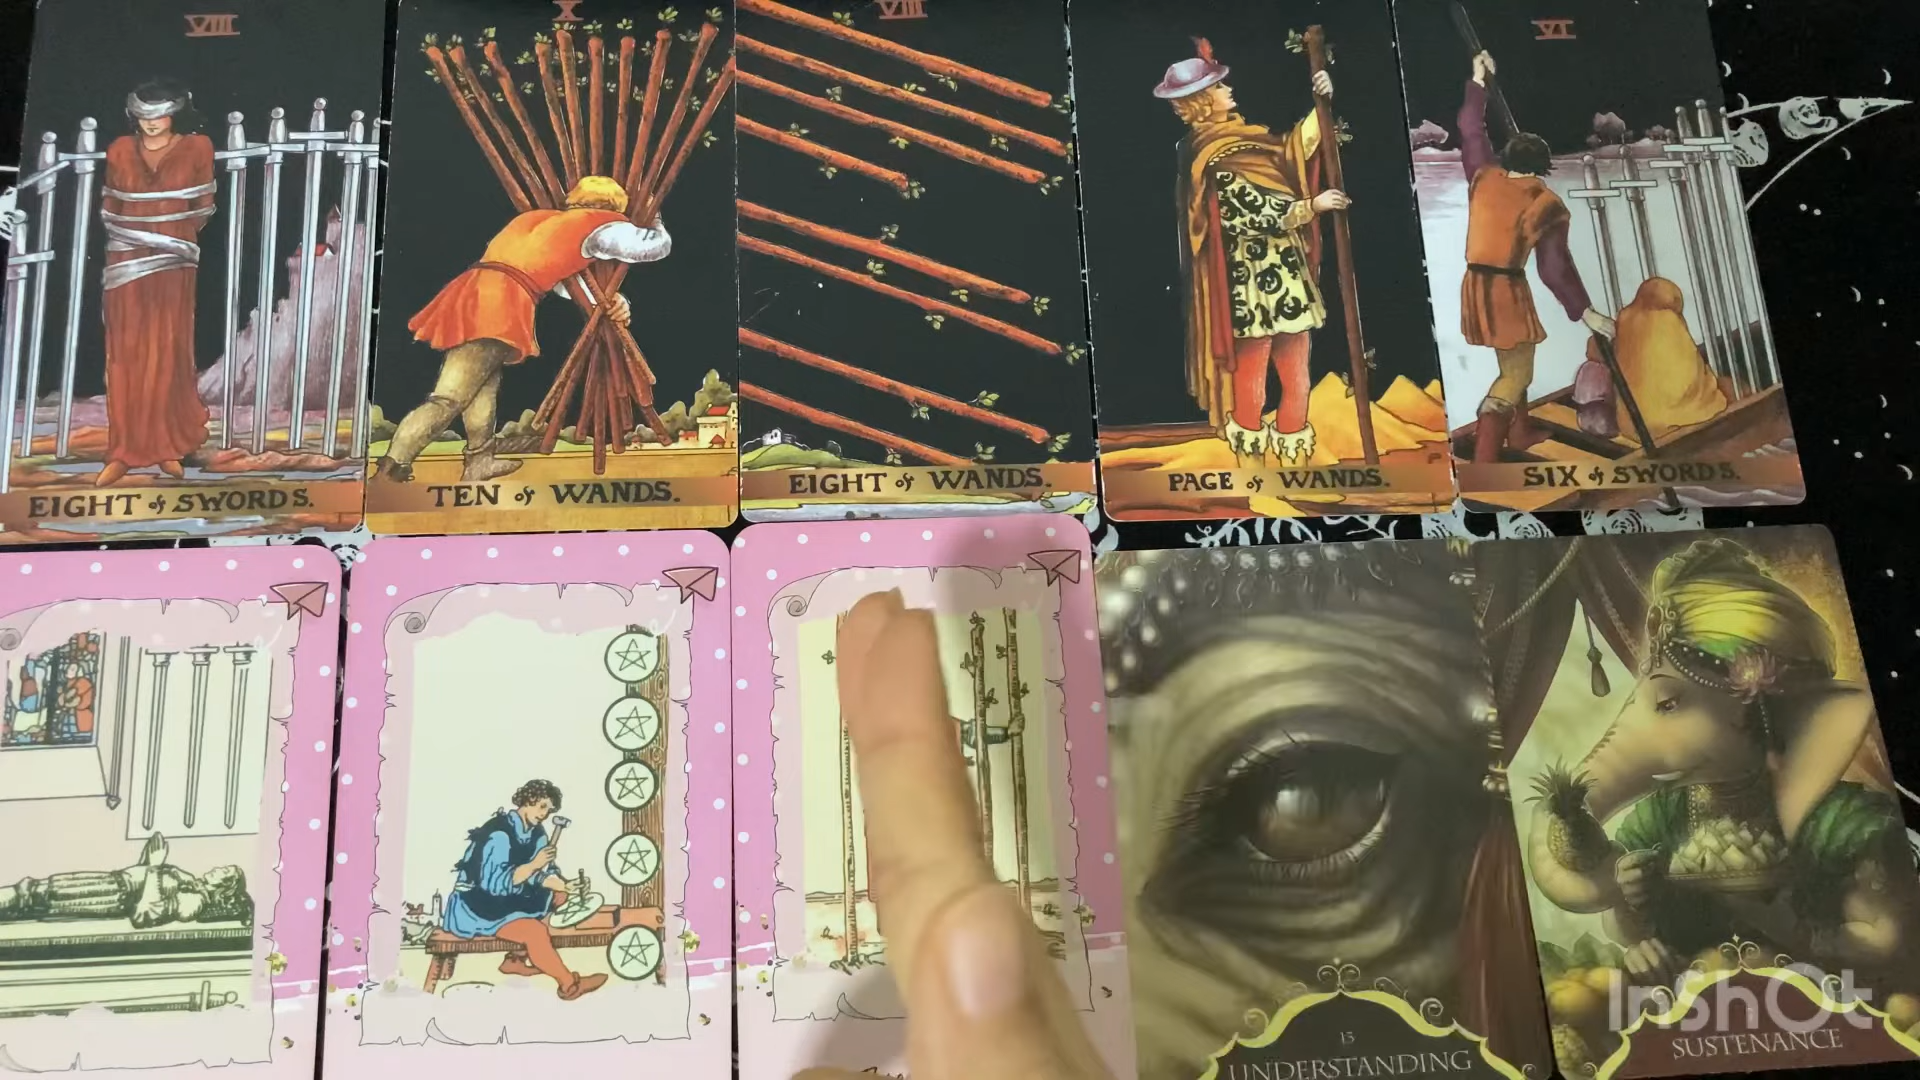 VIII
X
VIII
VI
EIGHT of SWORDS.
TEN of WANDS.
EIGHT of WANDS.
PAGE of WANDS.
SIX of SWORDS.
15
UNDERSTANDING
SUSTENANCE
InShOt